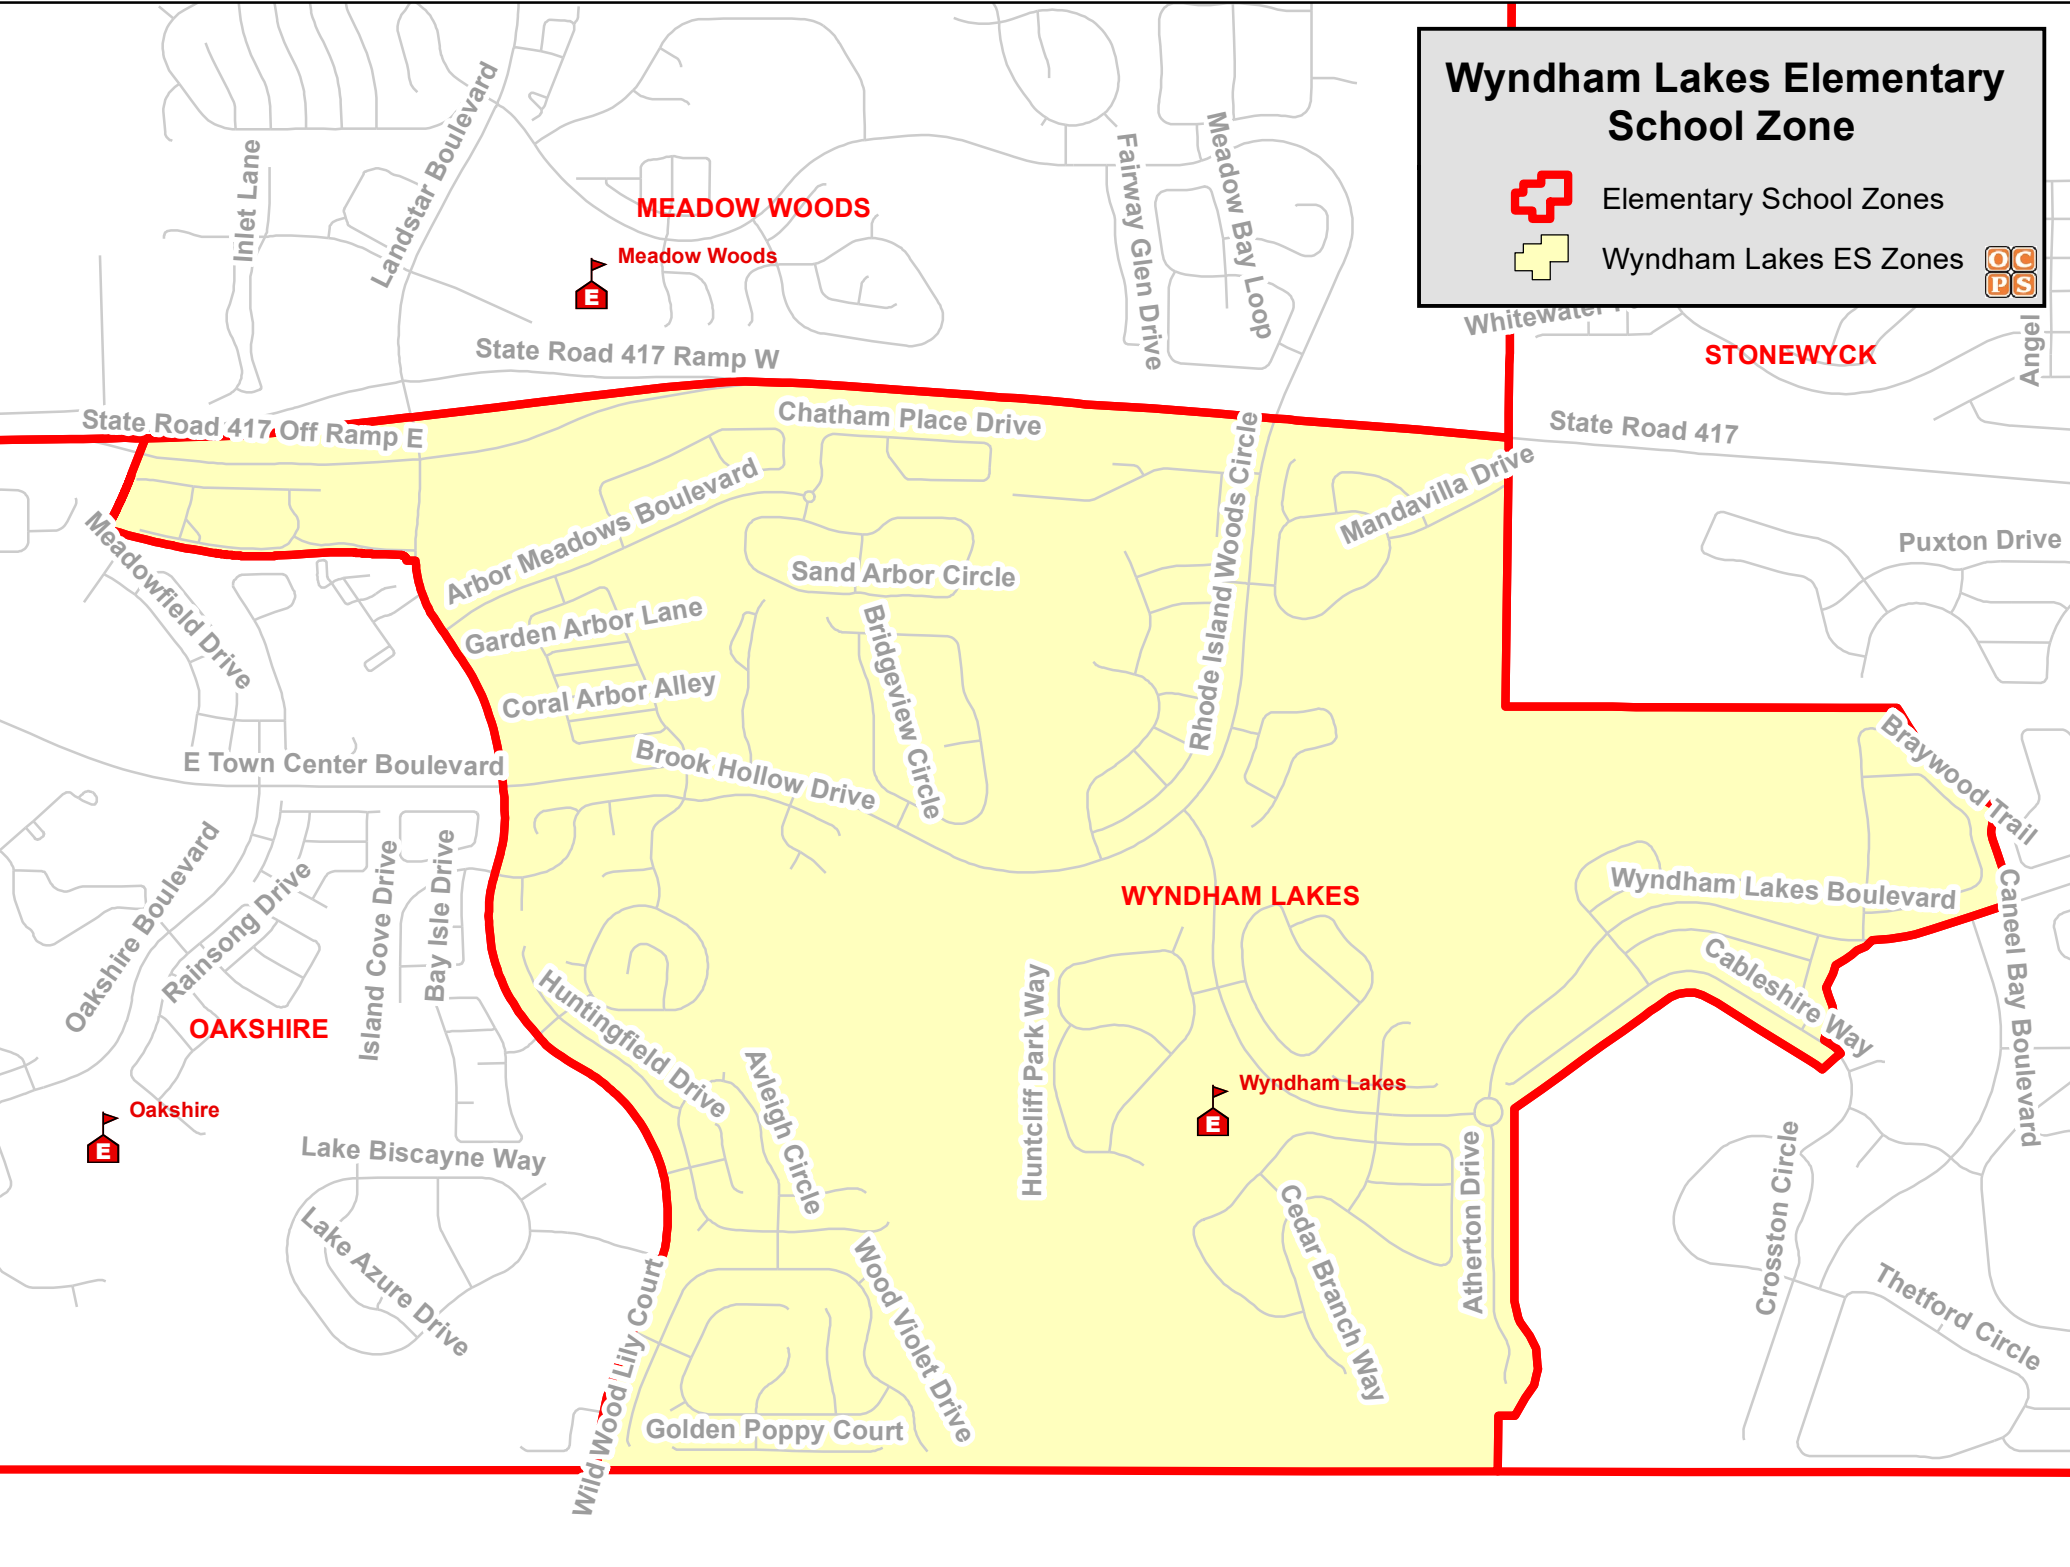 Wyndham Lakes Elementary
School Zone
Elementary School Zones
Wyndham Lakes ES Zones
O C
P S
Landstar Boulevard
Inlet Lane
MEADOW WOODS
Meadow Woods
E
Fairway Glen Drive
Meadow Bay Loop
Whitewater
STONEWYCK
State Road 417 Ramp W
State Road 417 Off Ramp E
Chatham Place Drive
State Road 417
Arbor Meadows Boulevard
Mandavilla Drive
Puxton Drive
Meadowfield Drive
Sand Arbor Circle
Garden Arbor Lane
Bridgeview Circle
Rhode Island Woods Circle
Coral Arbor Alley
E Town Center Boulevard
Brook Hollow Drive
Braywood Trail
Oakshire Boulevard
Rainsong Drive
Island Cove Drive
Bay Isle Drive
WYNDHAM LAKES
Wyndham Lakes Boulevard
Caneel Bay Boulevard
Cableshire Way
OAKSHIRE
Huntingfield Drive
Huntcliff Park Way
Avleigh Circle
Wyndham Lakes
E
Oakshire
E
Lake Biscayne Way
Lake Azure Drive
Atherton Drive
Cedar Branch Way
Crosston Circle
Thetford Circle
Wood Violet Drive
Wild Wood Lily Court
Golden Poppy Court